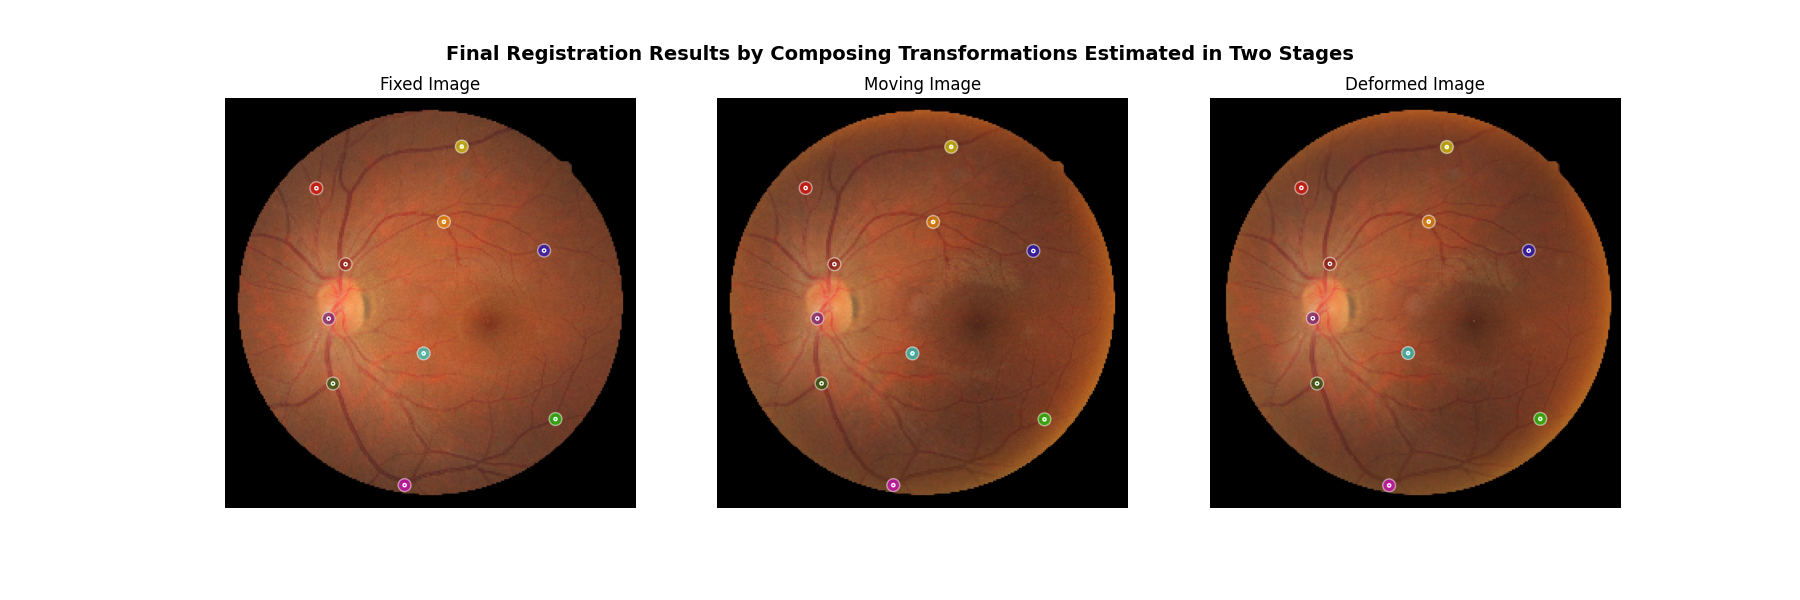 Final Registration Results by Composing Transformations Estimated in Two Stages
Fixed Image
Moving Image
Deformed Image